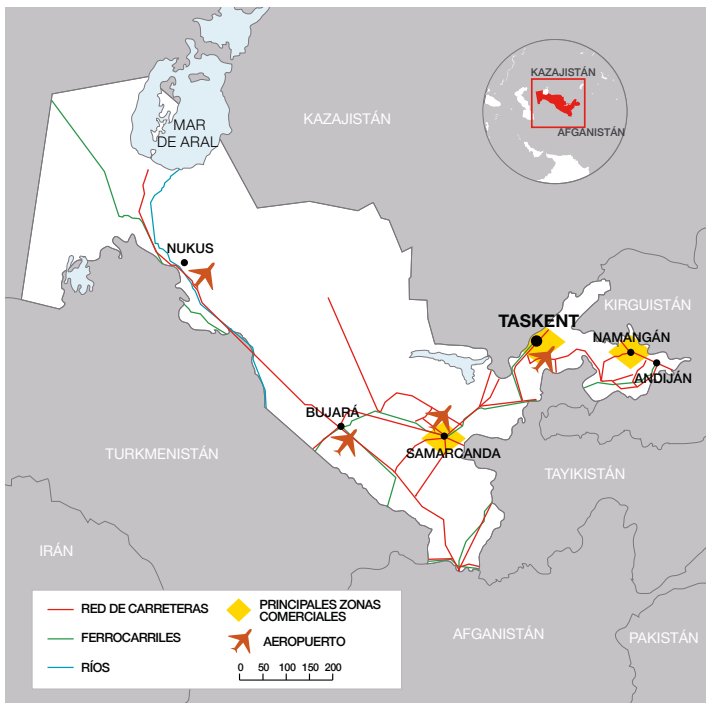 KAZAJISTÁN
AFGANISTÁN
MAR
DE ARAL
KAZAJISTÁN
NUKUS
KIRGUISTÁN
TASKENT
NAMANGÁN
ANDIJÁN
BUJARÁ
SAMARCANDA
TURKMENISTÁN
TAYIKISTÁN
IRÁN
AFGANISTÁN
PAKISTÁN
RED DE CARRETERAS
FERROCARRILES
RÍOS
PRINCIPALES ZONAS
COMERCIALES
AEROPUERTO
0 50 100 150 200